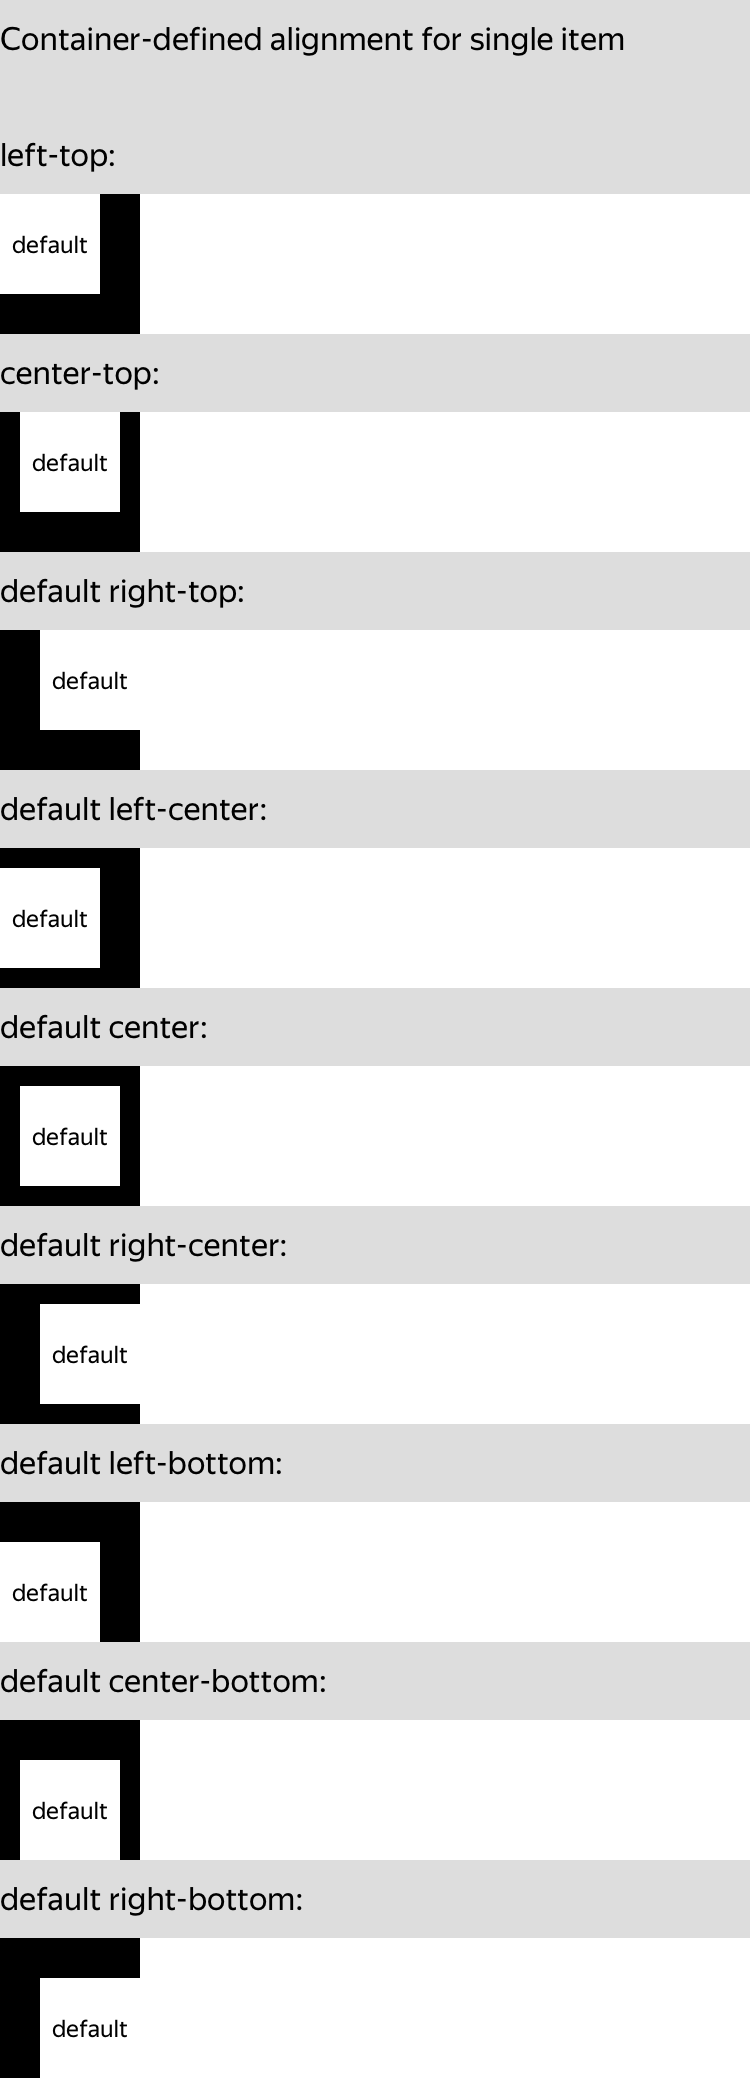 Container-defined alignment for single item
left-top:
default
center-top:
default
default right-top:
default
default left-center:
default
default center:
default
default right-center:
default
default left-bottom:
default
default center-bottom:
default
default right-bottom:
default